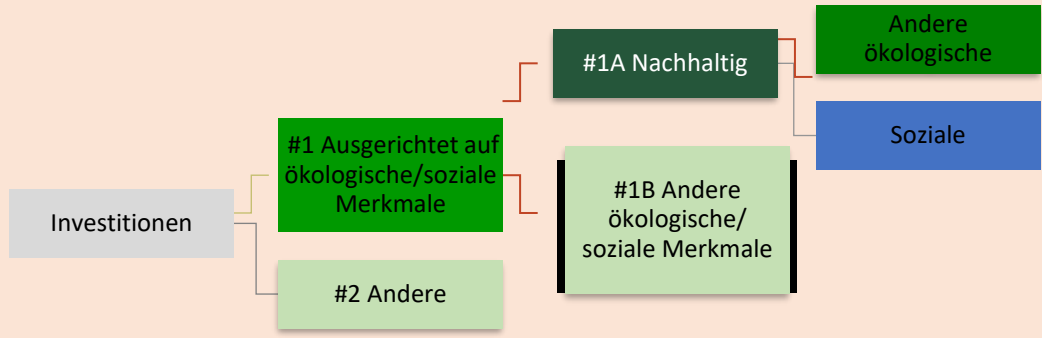 Investitionen
#1 Ausgerichtet auf
ökologische/soziale
Merkmale
#2 Andere
#1A Nachhaltig
#1B Andere
ökologische/
soziale Merkmale
Andere
ökologische
Soziale